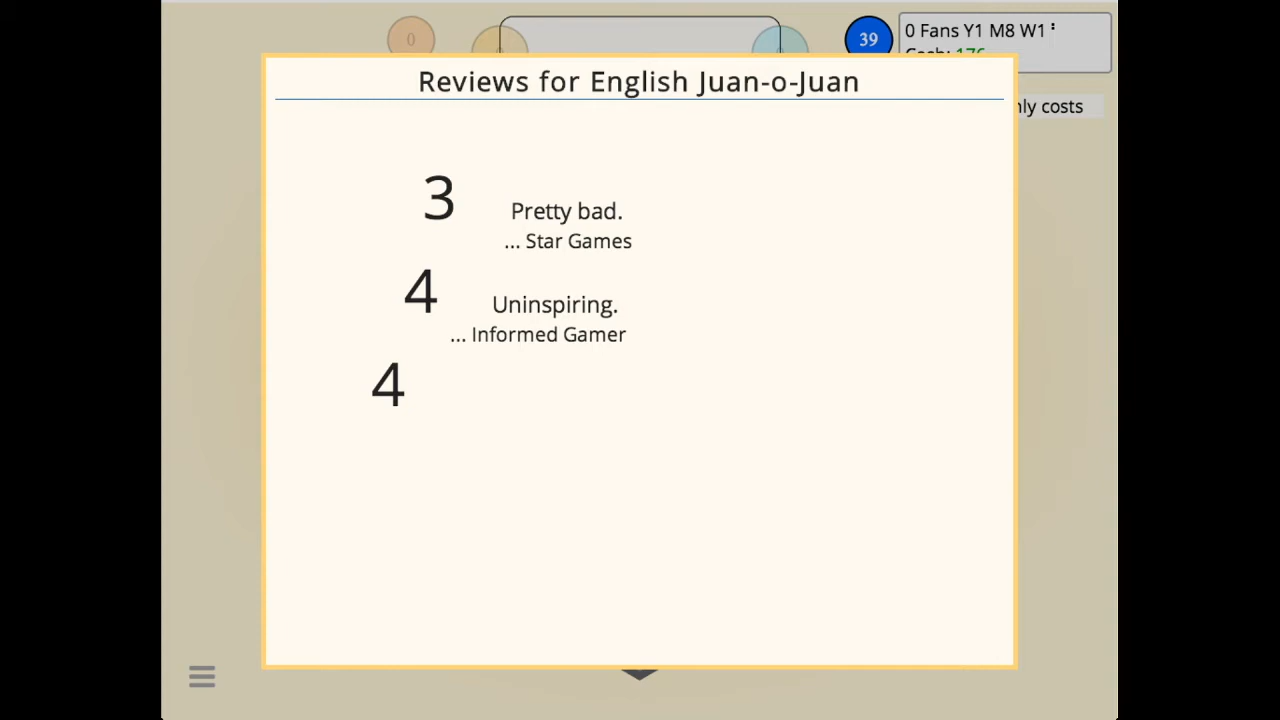 0
39
0 Fans Y1 M8 W1
Reviews for English Juan-o-Juan
costs
3
Pretty bad.
... Star Games
4
Uninspiring.
... Informed Gamer
4